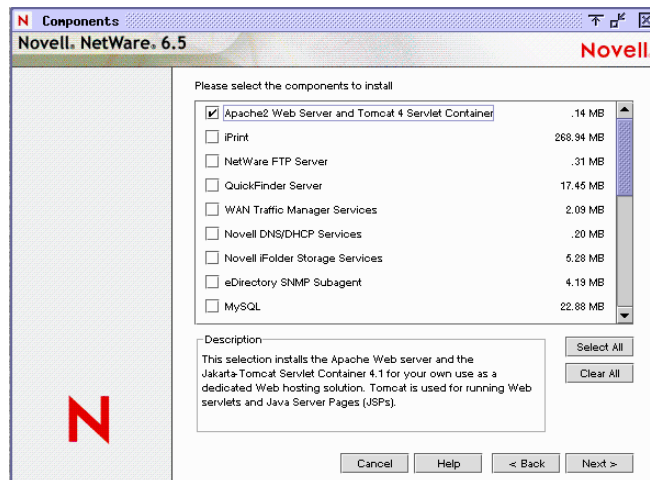 N Components
Novell. NetWare. 6.5
Novell.
Please select the components to install
Apache2 Web Server and Tomcat 4 Servlet Container .14 MB
iPrint 268.94 MB
NetWare FTP Server .31 MB
QuickFinder Server 17.45 MB
WAN Traffic Manager Services 2.09 MB
Novell DNS/DHCP Services .20 MB
Novell iFolder Storage Services 5.28 MB
eDirectory SNMP Subagent 4.19 MB
MySQL 22.88 MB
Description
This selection installs the Apache Web server and the
Jakarta-Tomcat Servlet Container 4.1 for your own use as a
dedicated Web hosting solution. Tomcat is used for running Web
servlets and Java Server Pages (JSPs).
Select All
Clear All
N
Cancel Help < Back Next >